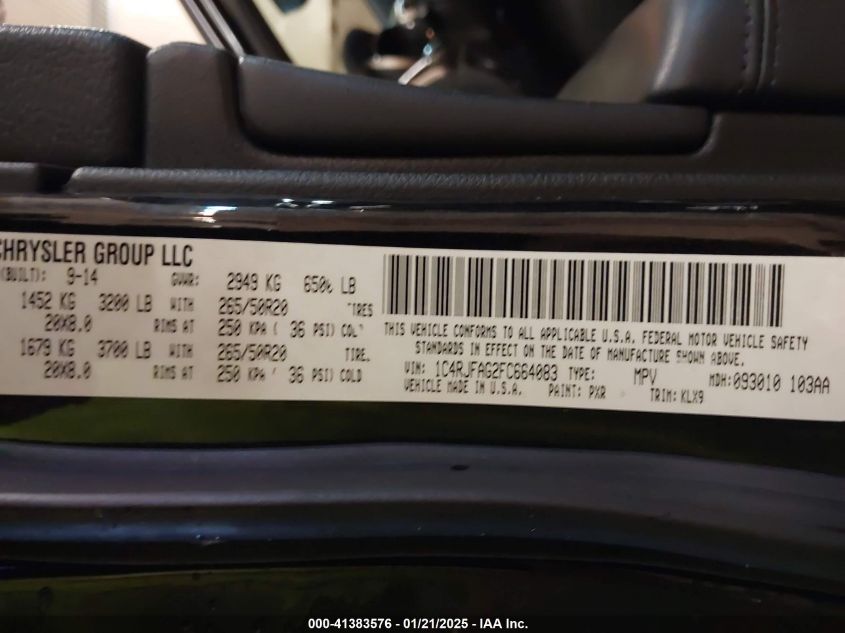 CHRYSLER GROUP LLC
(BUILT): 9-14 GVWR: 2949 KG 6500 LB
1452 KG 3200 LB WITH 265/50R20 TIRES
20X8.0 RIMS AT 250 KPA ( 36 PSI) COLD
1679 KG 3700 LB WITH 265/50R20 TIRE.
20X8.0 RIMS AT 250 KPA ( 36 PSI) COLD
THIS VEHICLE CONFORMS TO ALL APPLICABLE U.S.A. FEDERAL MOTOR VEHICLE SAFETY
STANDARDS IN EFFECT ON THE DATE OF MANUFACTURE SHOWN ABOVE.
VIN: 1C4RJFAG2FC664083 TYPE: MPV MDH:093010 103AA
VEHICLE MADE IN U.S.A. PAINT: PXR TRIM: KLX9
000-41383576 - 01/21/2025 - IAA Inc.